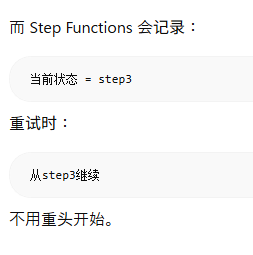 而 Step Functions 会记录：
当前状态 = step3
重试时：
从step3继续
不用重头开始。